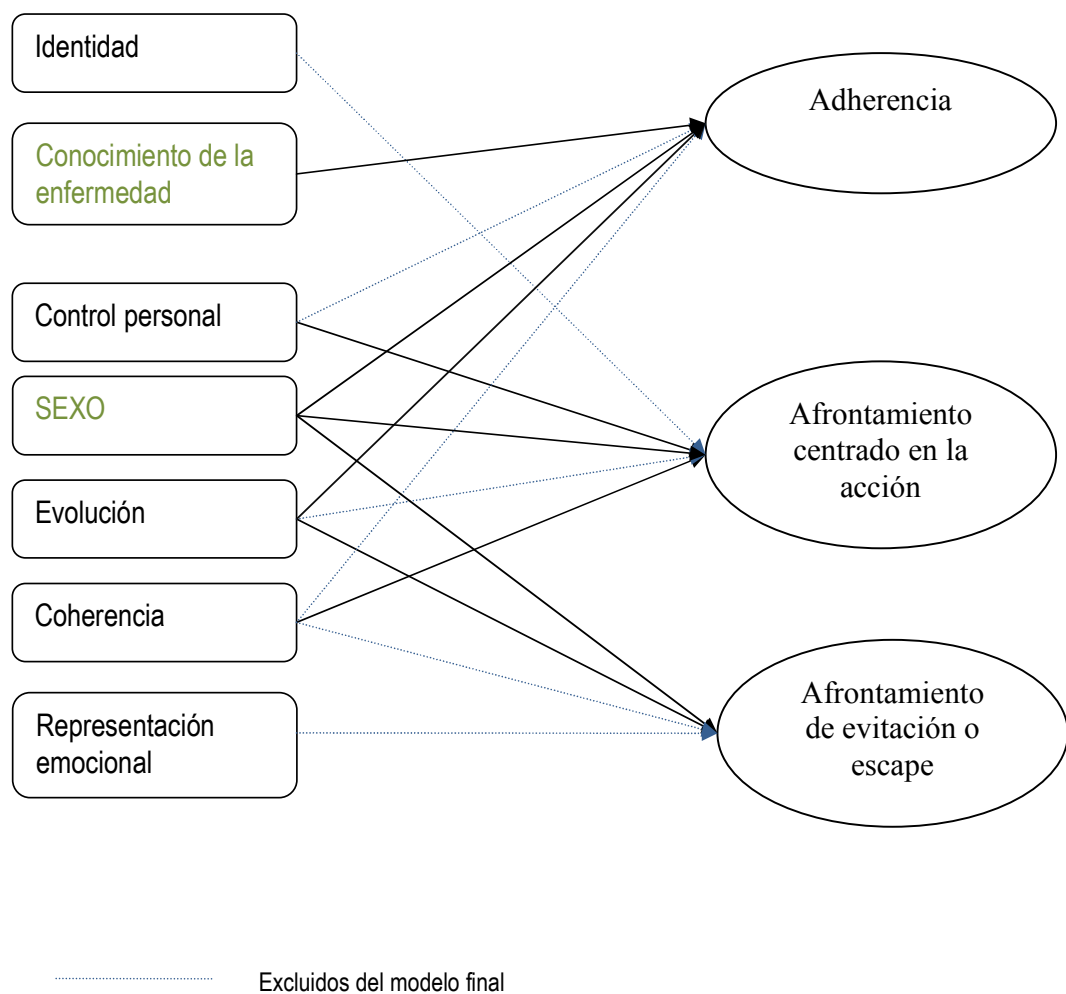 Identidad
Conocimiento de la
enfermedad
Control personal
SEXO
Evolución
Coherencia
Representación
emocional
Adherencia
Afrontamiento
centrado en la
acción
Afrontamiento
de evitación o
escape
Excluidos del modelo final